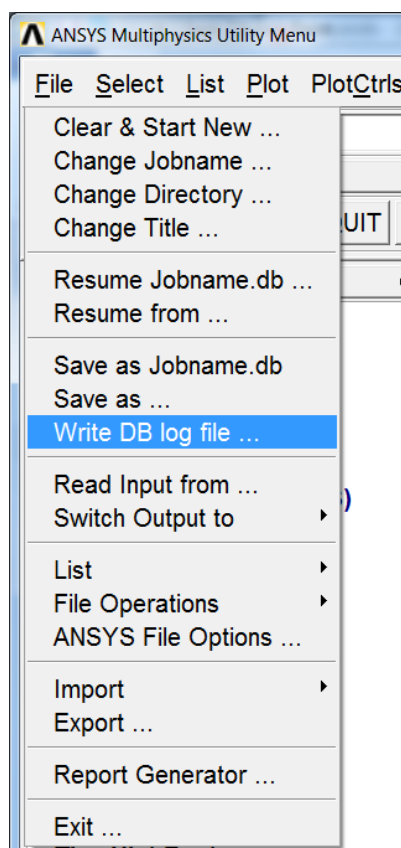 ANSYS Multiphysics Utility Menu
File Select List Plot PlotCtrls
Clear & Start New ...
Change Jobname ...
Change Directory ...
Change Title ...
UIT
Resume Jobname.db ...
Resume from ...
Save as Jobname.db
Save as ...
Write DB log file ...
Read Input from ...
Switch Output to
List
File Operations
ANSYS File Options ...
Import
Export ...
Report Generator ...
Exit ...